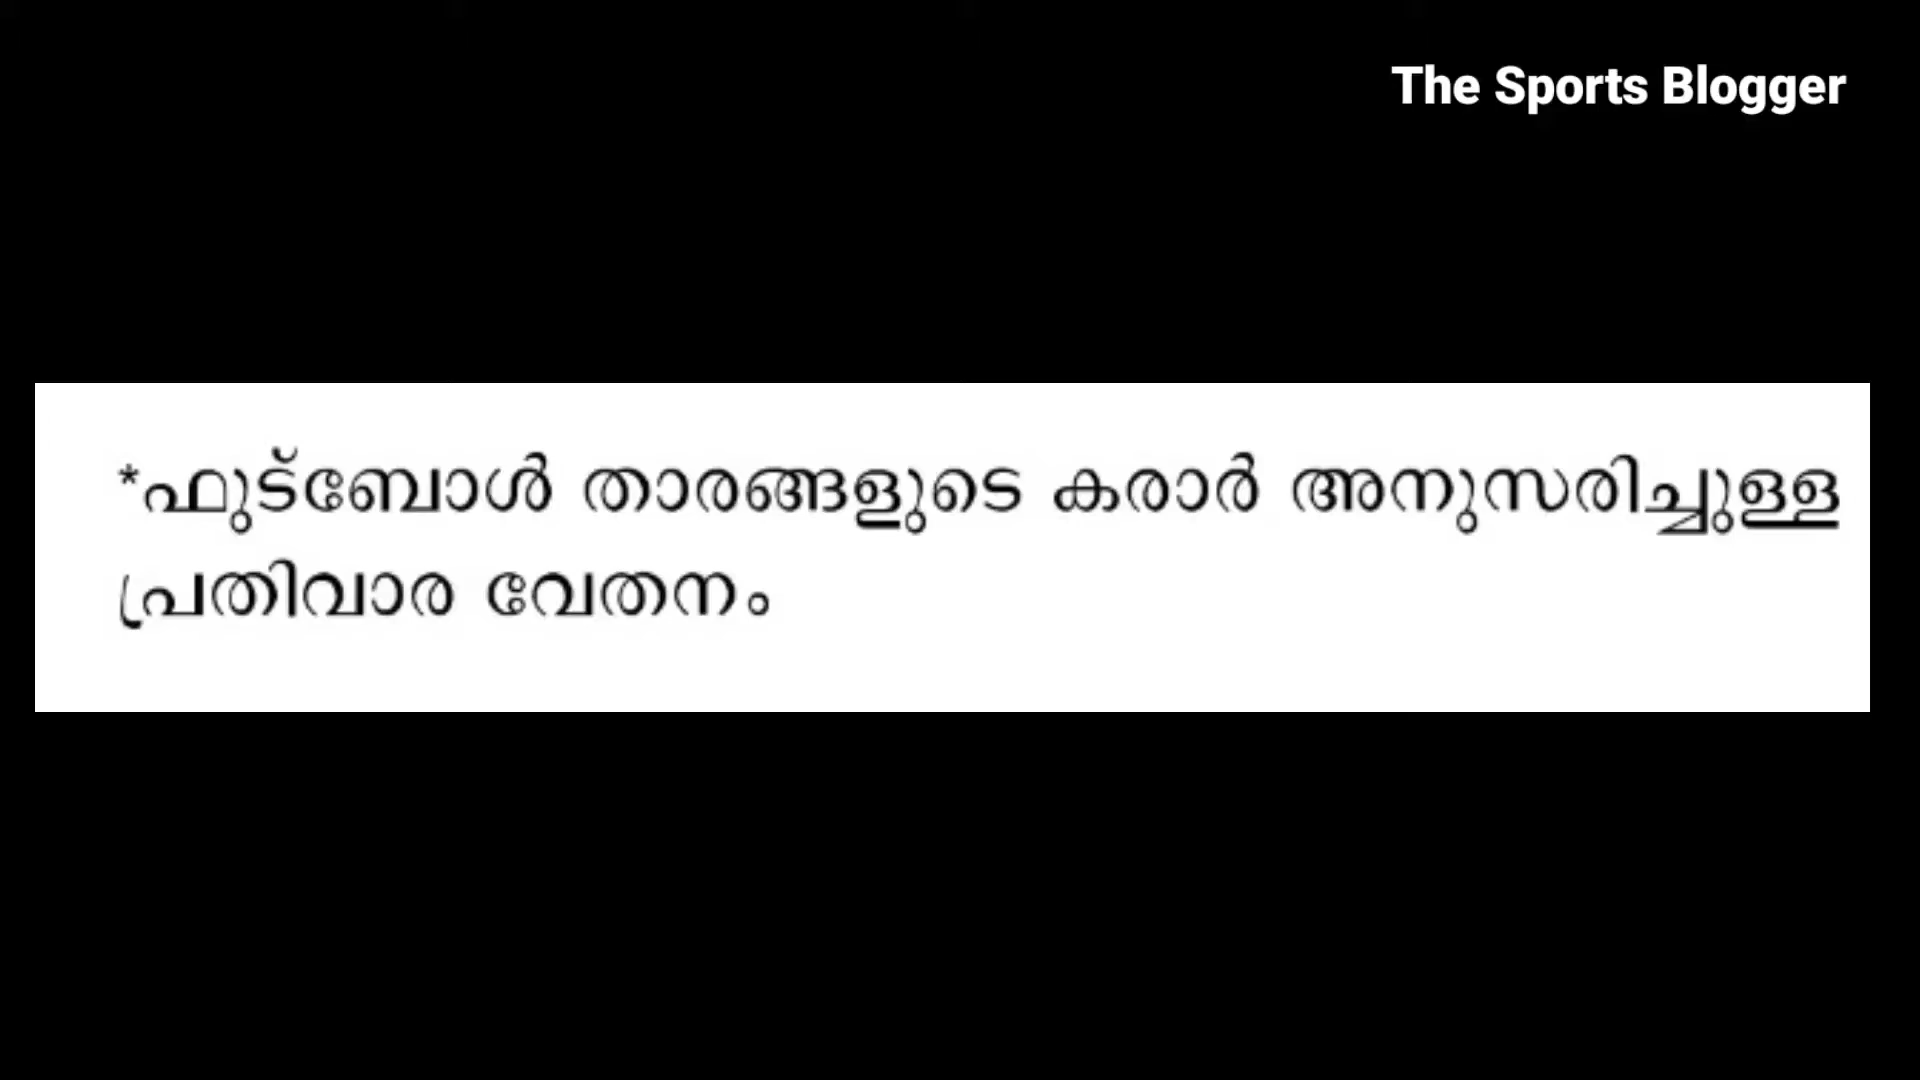 The Sports Blogger
*ഫുട്ബോൾ താരങ്ങളുടെ കരാർ അനുസരിച്ചുള്ള
പ്രതിവാര വേതനം